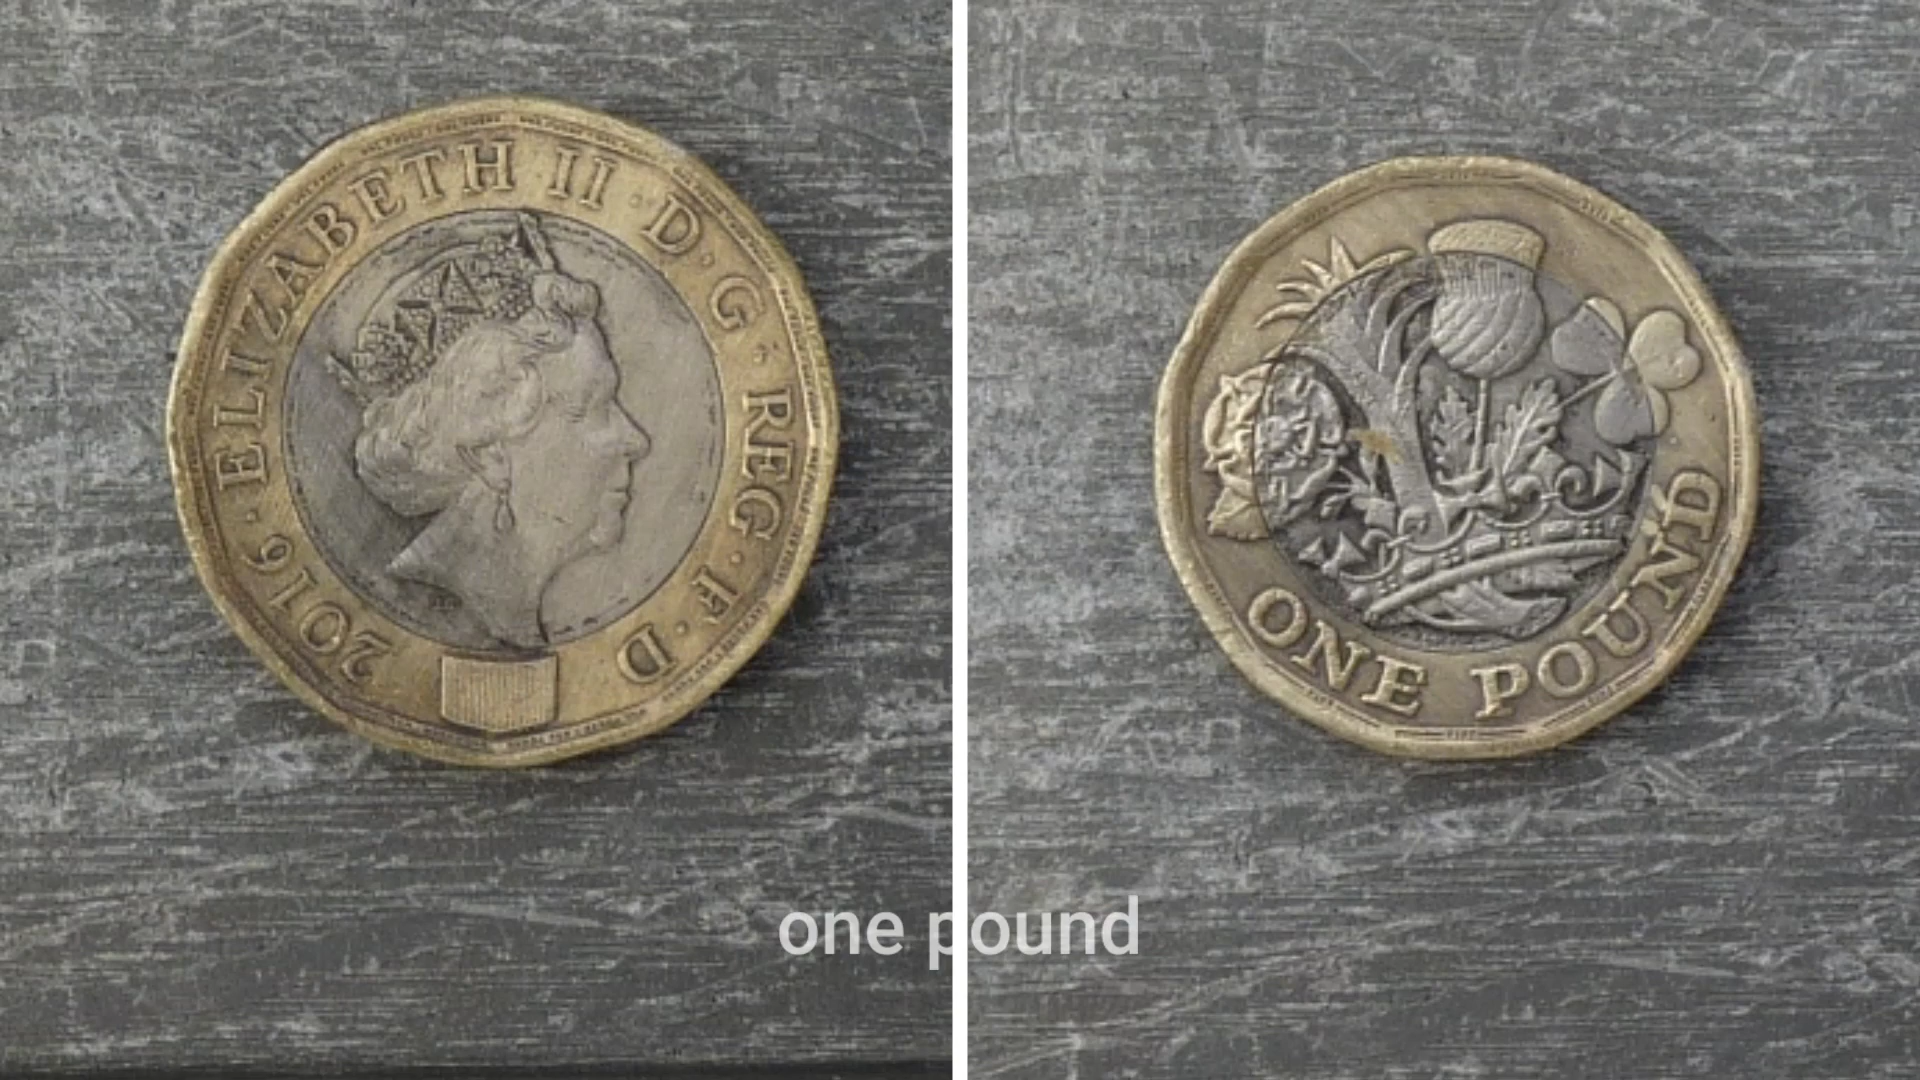 2016 · ELIZABETH II · D · G · REG · F · D
ONE POUND
one pound